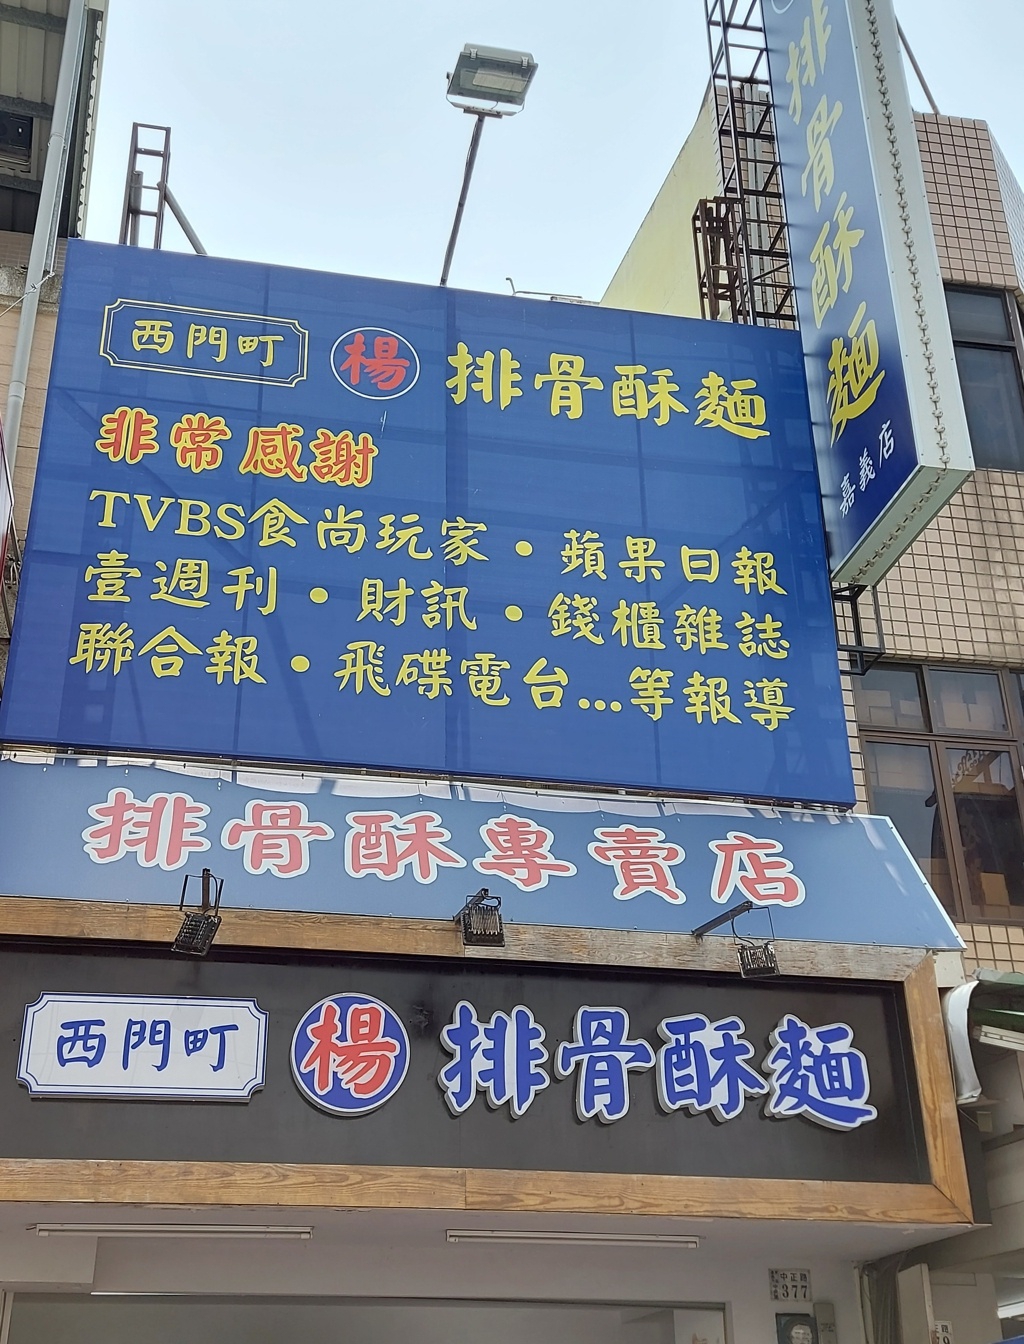 西門町 楊 排骨酥麵
非常感謝
TVBS食尚玩家・蘋果日報
壹週刊・財訊・錢櫃雜誌
聯合報・飛碟電台...等報導
排骨酥麵
嘉義店
排骨酥專賣店
西門町 楊 排骨酥麵
中正路
377